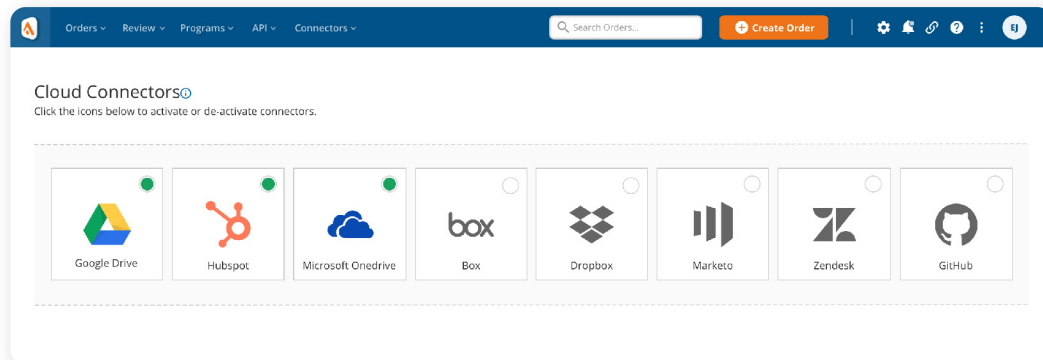 Orders Review Programs API Connectors Search Orders... Create Order EJ
Cloud Connectors
Click the icons below to activate or de-activate connectors.
box
Google Drive Hubspot Microsoft Onedrive Box Dropbox Marketo Zendesk GitHub